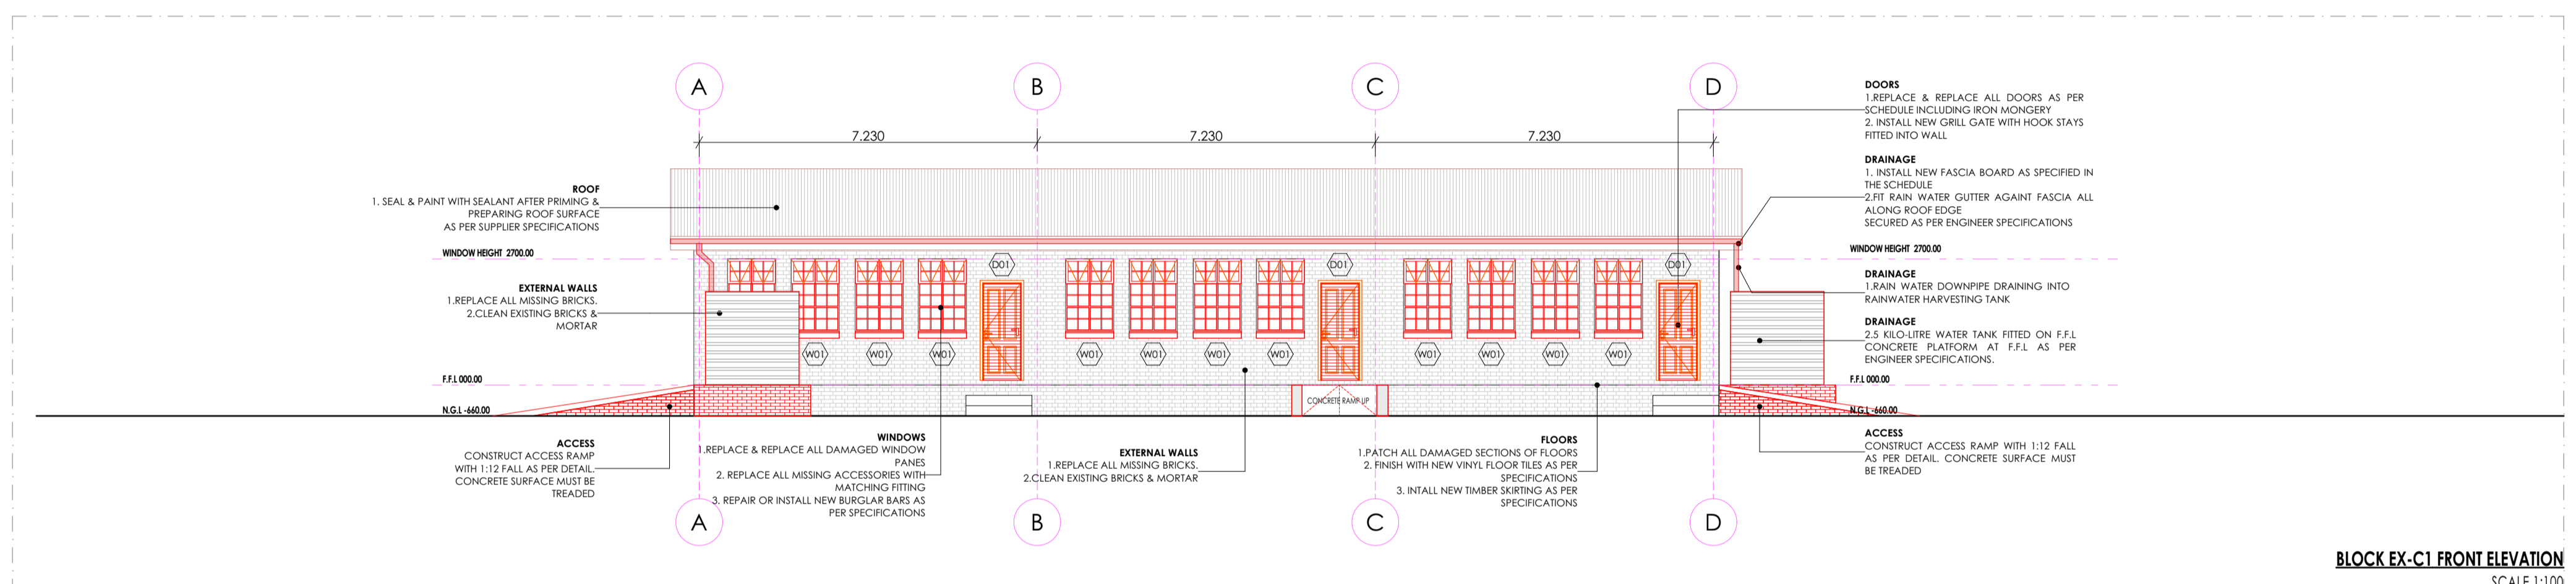 A
B
C
D
7.230
7.230
7.230
DOORS
1.REPLACE & REPLACE ALL DOORS AS PER
SCHEDULE INCLUDING IRON MONGERY
2. INSTALL NEW GRILL GATE WITH HOOK STAYS
FITTED INTO WALL
DRAINAGE
1. INSTALL NEW FASCIA BOARD AS SPECIFIED IN
THE SCHEDULE
2.FIT RAIN WATER GUTTER AGAINT FASCIA ALL
ALONG ROOF EDGE
SECURED AS PER ENGINEER SPECIFICATIONS
ROOF
1. SEAL & PAINT WITH SEALANT AFTER PRIMING &
PREPARING ROOF SURFACE
AS PER SUPPLIER SPECIFICATIONS
WINDOW HEIGHT 2700.00
WINDOW HEIGHT 2700.00
D01
D01
D01
EXTERNAL WALLS
1.REPLACE ALL MISSING BRICKS.
2.CLEAN EXISTING BRICKS &
MORTAR
DRAINAGE
1.RAIN WATER DOWNPIPE DRAINING INTO
RAINWATER HARVESTING TANK
DRAINAGE
2.5 KILO-LITRE WATER TANK FITTED ON F.F.L
CONCRETE PLATFORM AT F.F.L AS PER
ENGINEER SPECIFICATIONS.
W01
W01
W01
W01
W01
W01
W01
W01
W01
W01
W01
F.F.L 000.00
F.F.L 000.00
CONCRETE RAMP UP
N.G.L -660.00
N.G.L -660.00
ACCESS
CONSTRUCT ACCESS RAMP
WITH 1:12 FALL AS PER DETAIL.
CONCRETE SURFACE MUST BE
TREADED
WINDOWS
1.REPLACE & REPLACE ALL DAMAGED WINDOW
PANES
2. REPLACE ALL MISSING ACCESSORIES WITH
MATCHING FITTING
3. REPAIR OR INSTALL NEW BURGLAR BARS AS
PER SPECIFICATIONS
EXTERNAL WALLS
1.REPLACE ALL MISSING BRICKS.
2.CLEAN EXISTING BRICKS & MORTAR
FLOORS
1.PATCH ALL DAMAGED SECTIONS OF FLOORS
2. FINISH WITH NEW VINYL FLOOR TILES AS PER
SPECIFICATIONS
3. INTALL NEW TIMBER SKIRTING AS PER
SPECIFICATIONS
ACCESS
CONSTRUCT ACCESS RAMP WITH 1:12 FALL
AS PER DETAIL. CONCRETE SURFACE MUST
BE TREADED
A
B
C
D
BLOCK EX-C1 FRONT ELEVATION
SCALE 1:100